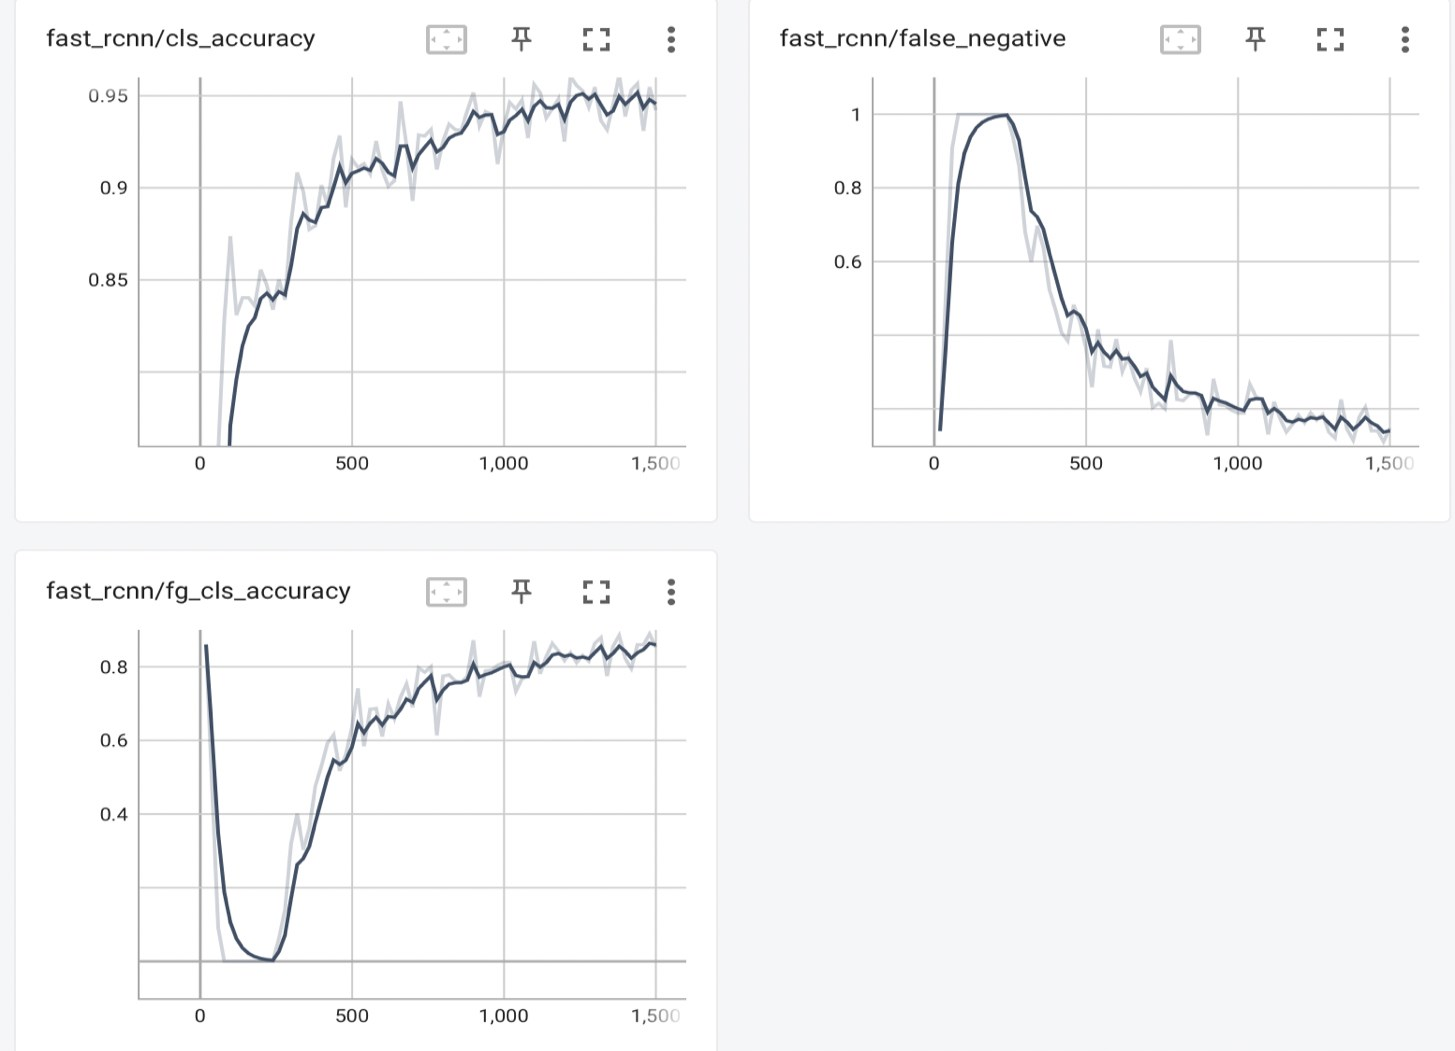 fast_rcnn/cls_accuracy
0.95
0.9
0.85
0 500 1,000 1,500
fast_rcnn/false_negative
1
0.8
0.6
0 500 1,000 1,500
fast_rcnn/fg_cls_accuracy
0.8
0.6
0.4
0 500 1,000 1,500